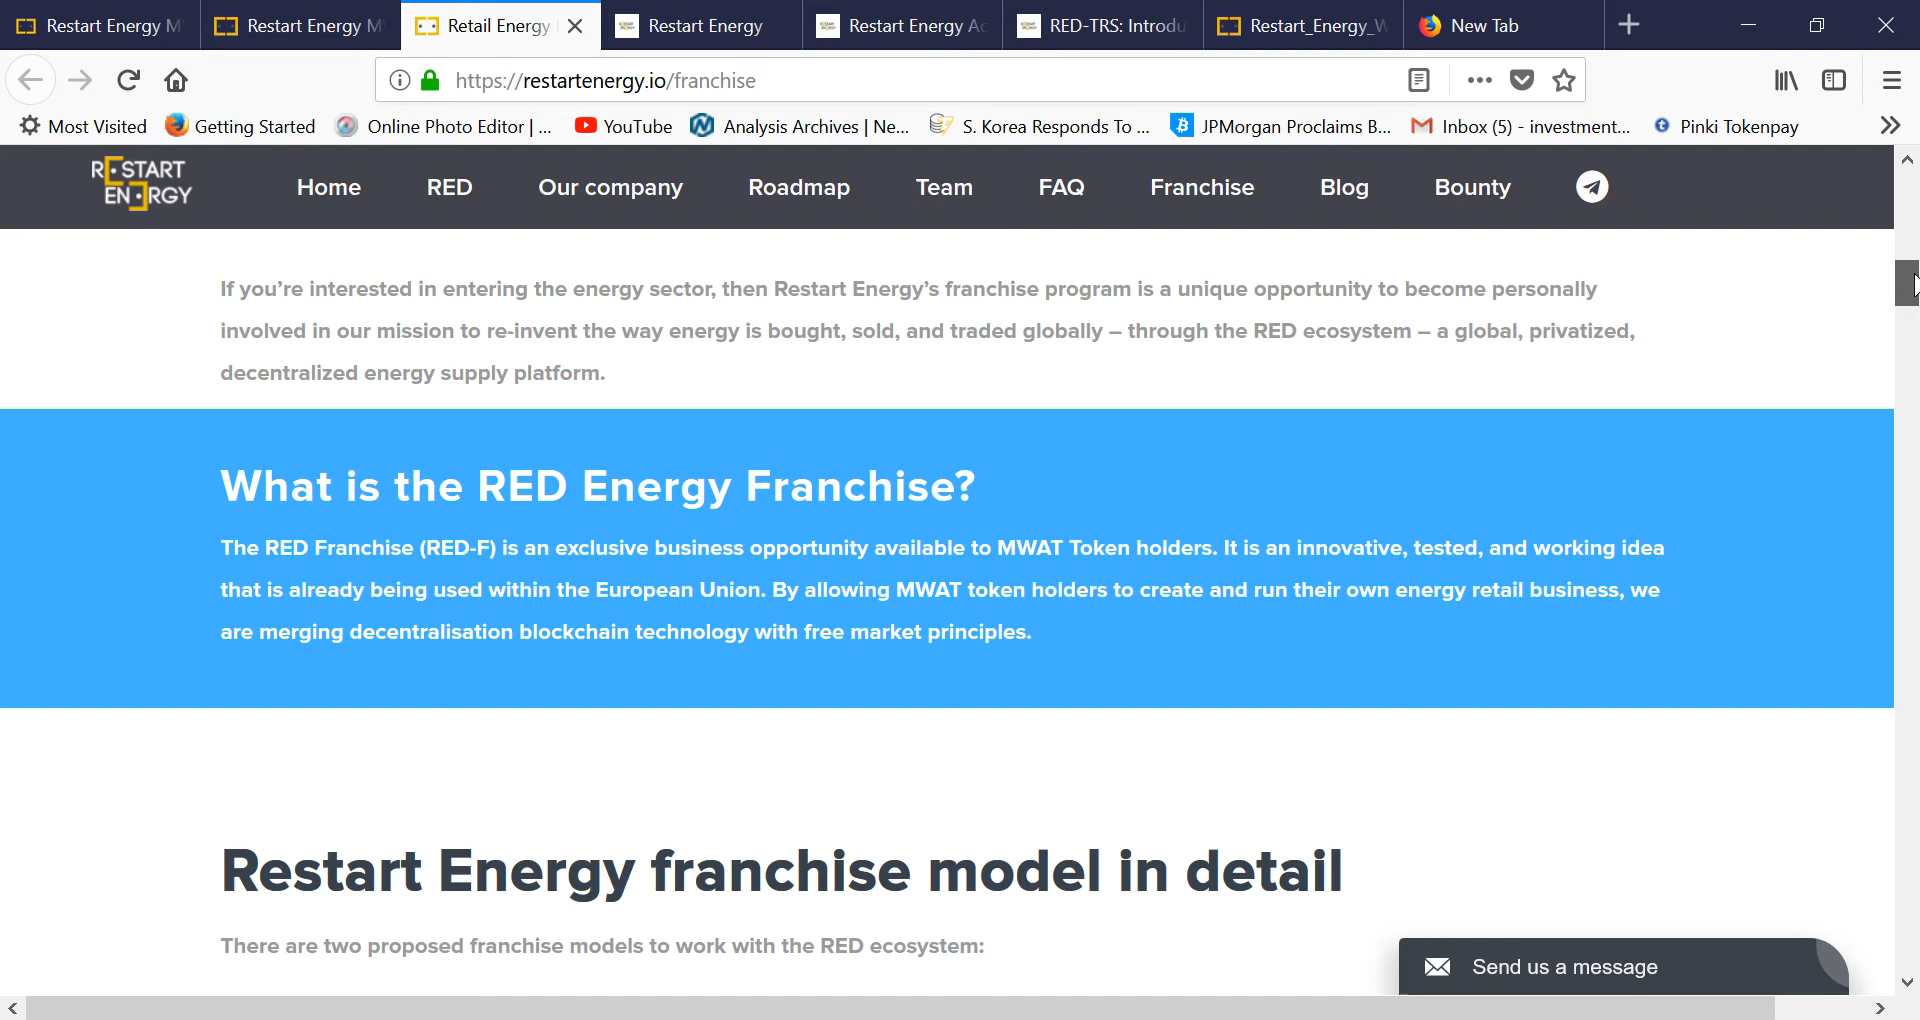 Restart Energy M
Restart Energy M
Retail Energy
Restart Energy
Restart Energy Ac
RED-TRS: Introdu
Restart_Energy_W
New Tab
https://restartenergy.io/franchise
Most Visited
Getting Started
Online Photo Editor | ...
YouTube
Analysis Archives | Ne...
S. Korea Responds To ...
JPMorgan Proclaims B...
Inbox (5) - investment...
Pinki Tokenpay
RESTART
ENERGY
Home
RED
Our company
Roadmap
Team
FAQ
Franchise
Blog
Bounty
If you’re interested in entering the energy sector, then Restart Energy’s franchise program is a unique opportunity to become personally
involved in our mission to re-invent the way energy is bought, sold, and traded globally – through the RED ecosystem – a global, privatized,
decentralized energy supply platform.
What is the RED Energy Franchise?
The RED Franchise (RED-F) is an exclusive business opportunity available to MWAT Token holders. It is an innovative, tested, and working idea
that is already being used within the European Union. By allowing MWAT token holders to create and run their own energy retail business, we
are merging decentralisation blockchain technology with free market principles.
Restart Energy franchise model in detail
There are two proposed franchise models to work with the RED ecosystem:
Send us a message